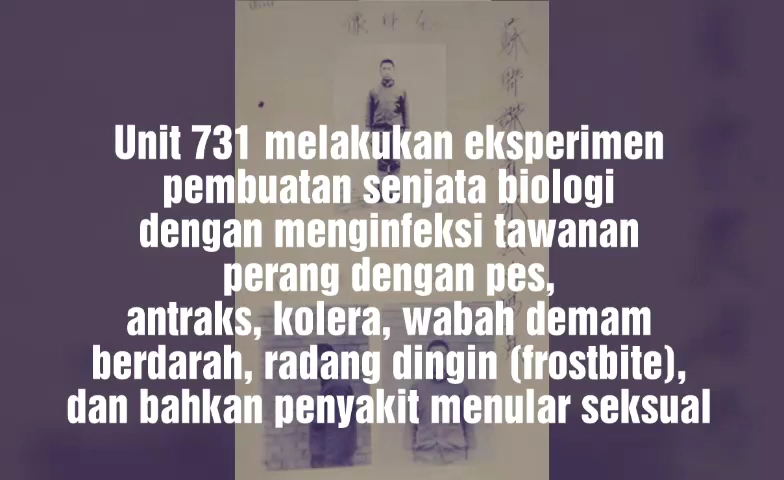 Unit 731 melakukan eksperimen
pembuatan senjata biologi
dengan menginfeksi tawanan
perang dengan pes,
antraks, kolera, wabah demam
berdarah, radang dingin (frostbite),
dan bahkan penyakit menular seksual